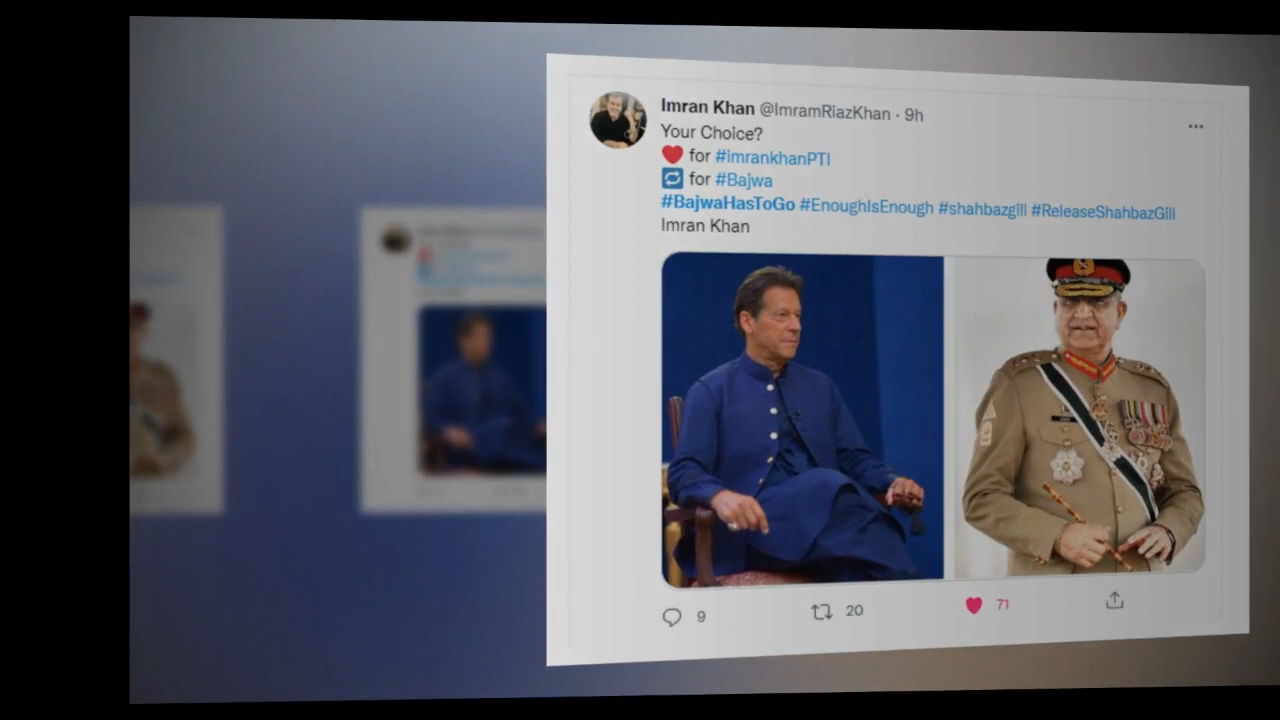 Imran Khan @ImramRiazKhan · 9h
Your Choice?
❤️ for #imrankhanPTI
🔁 for #Bajwa
#BajwaHasToGo #EnoughIsEnough #shahbazgill #ReleaseShahbazGill
Imran Khan
9 20 71